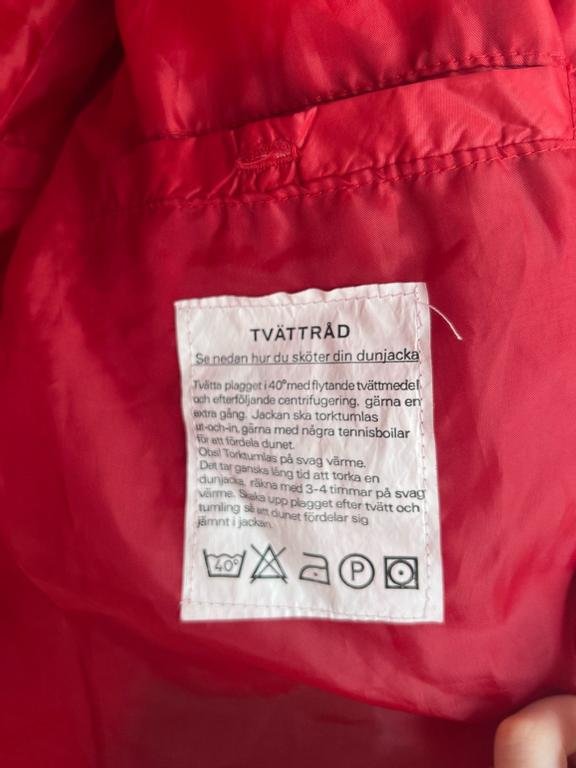 TVÄTTRÅD
Se nedan hur du sköter din dunjacka
Tvätta plagget i 40° med flytande tvättmedel
och efterföljande centrifugering, gärna en
extra gång. Jackan ska torktumlas
ut-och-in, gärna med några tennisbollar
för att fördela dunet.
Obs! Torktumlas på svag värme.
Det tar ganska lång tid att torka en
dunjacka, räkna med 3-4 timmar på svag
värme. Skaka upp plagget efter tvätt och
tumling så att dunet fördelar sig
jämnt i jackan.
40° P